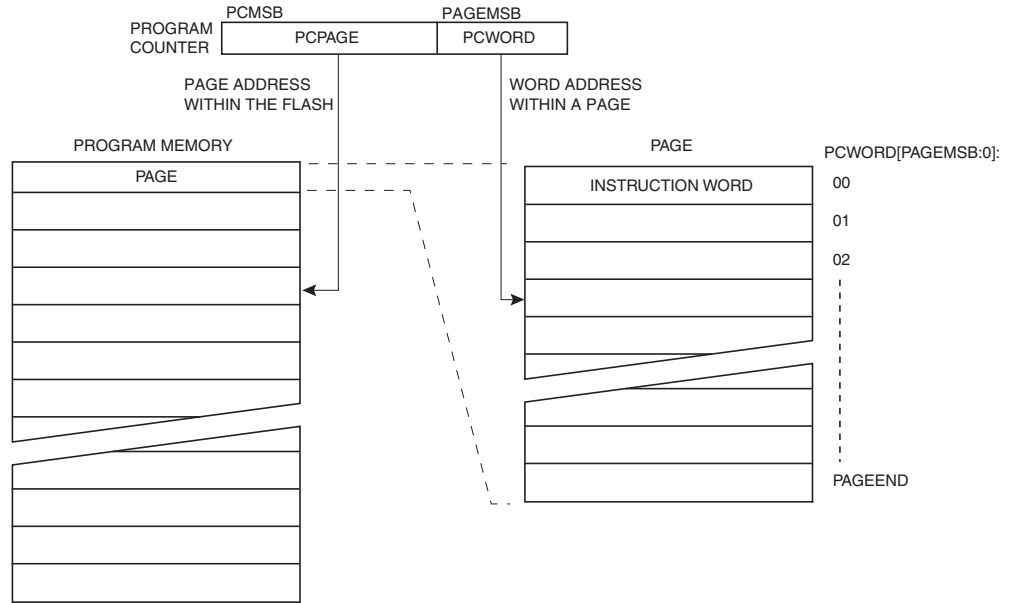 PCMSB
PAGEMSB
PROGRAM
COUNTER
PCPAGE
PCWORD
PAGE ADDRESS
WITHIN THE FLASH
WORD ADDRESS
WITHIN A PAGE
PROGRAM MEMORY
PAGE
PAGE
INSTRUCTION WORD
PCWORD[PAGEMSB:0]:
00
01
02
PAGEEND